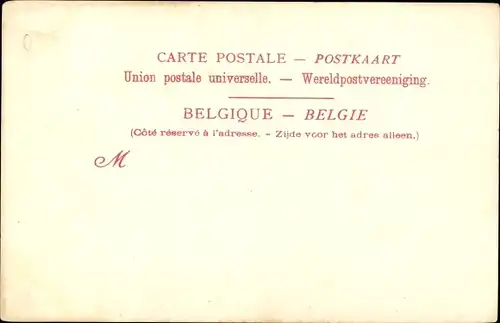 CARTE POSTALE — POSTKAART
Union postale universelle. — Wereldpostvereeniging.
BELGIQUE — BELGIE
(Côté réservé à l'adresse. - Zijde voor het adres alleen.)
M